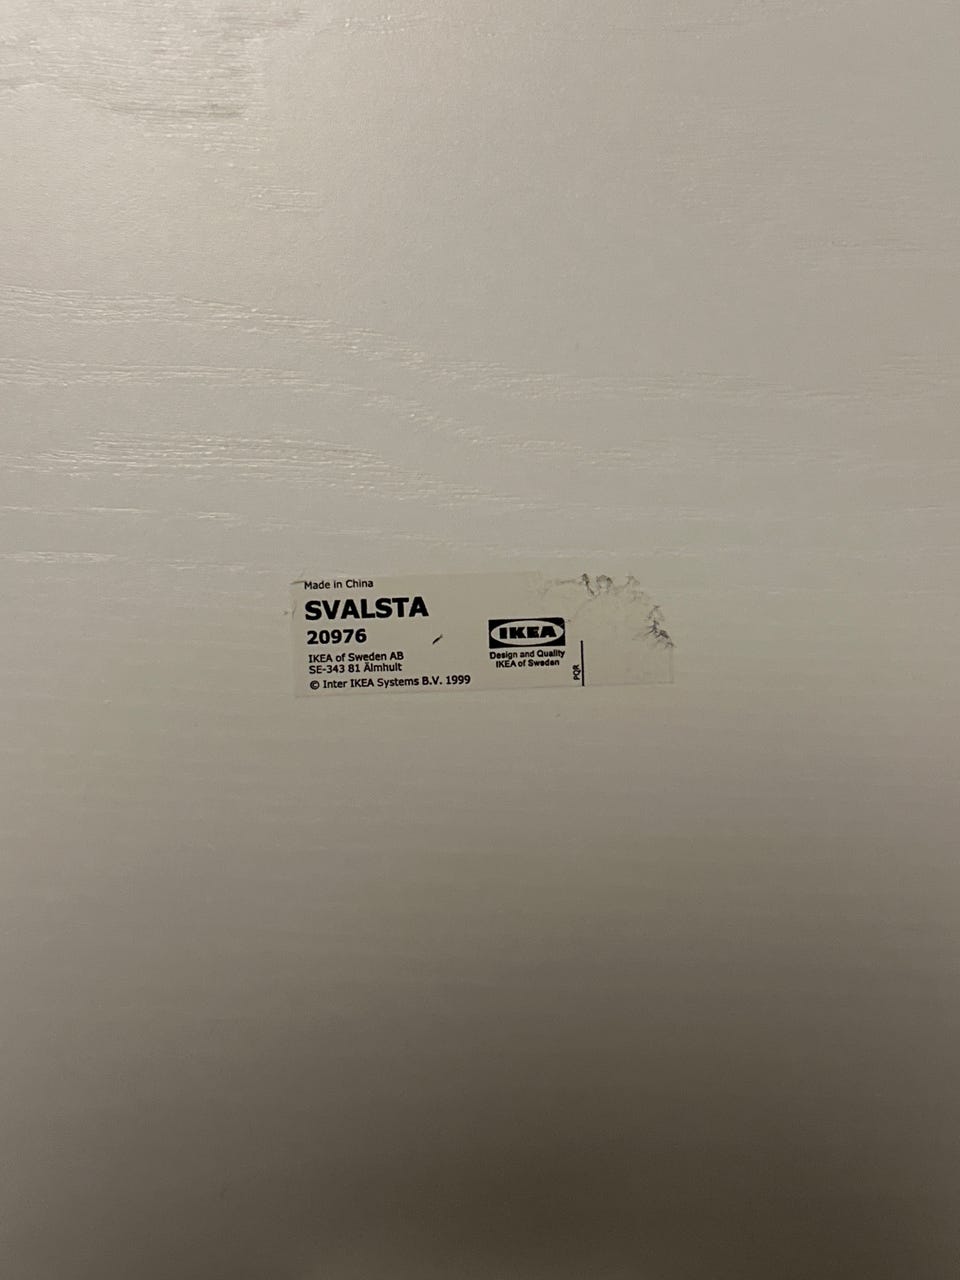 Made in China
SVALSTA
20976
IKEA of Sweden AB
SE-343 81 Älmhult
© Inter IKEA Systems B.V. 1999
IKEA
Design and Quality
IKEA of Sweden
PQR